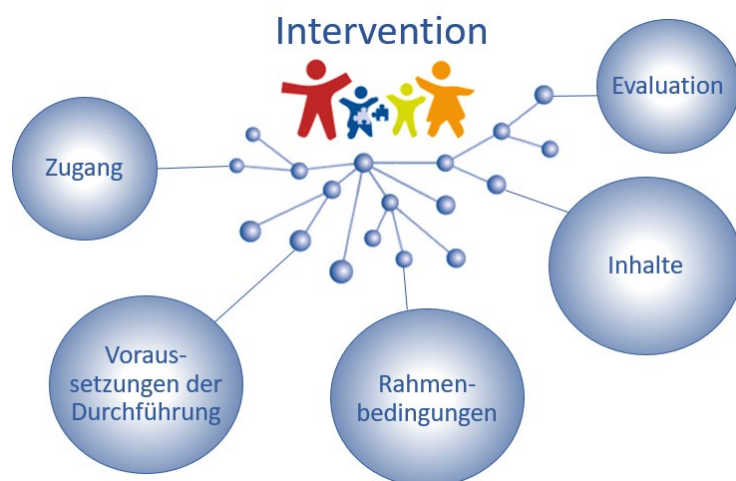 Intervention
Evaluation
Zugang
Inhalte
Voraus-
setzungen der
Durchführung
Rahmen-
bedingungen